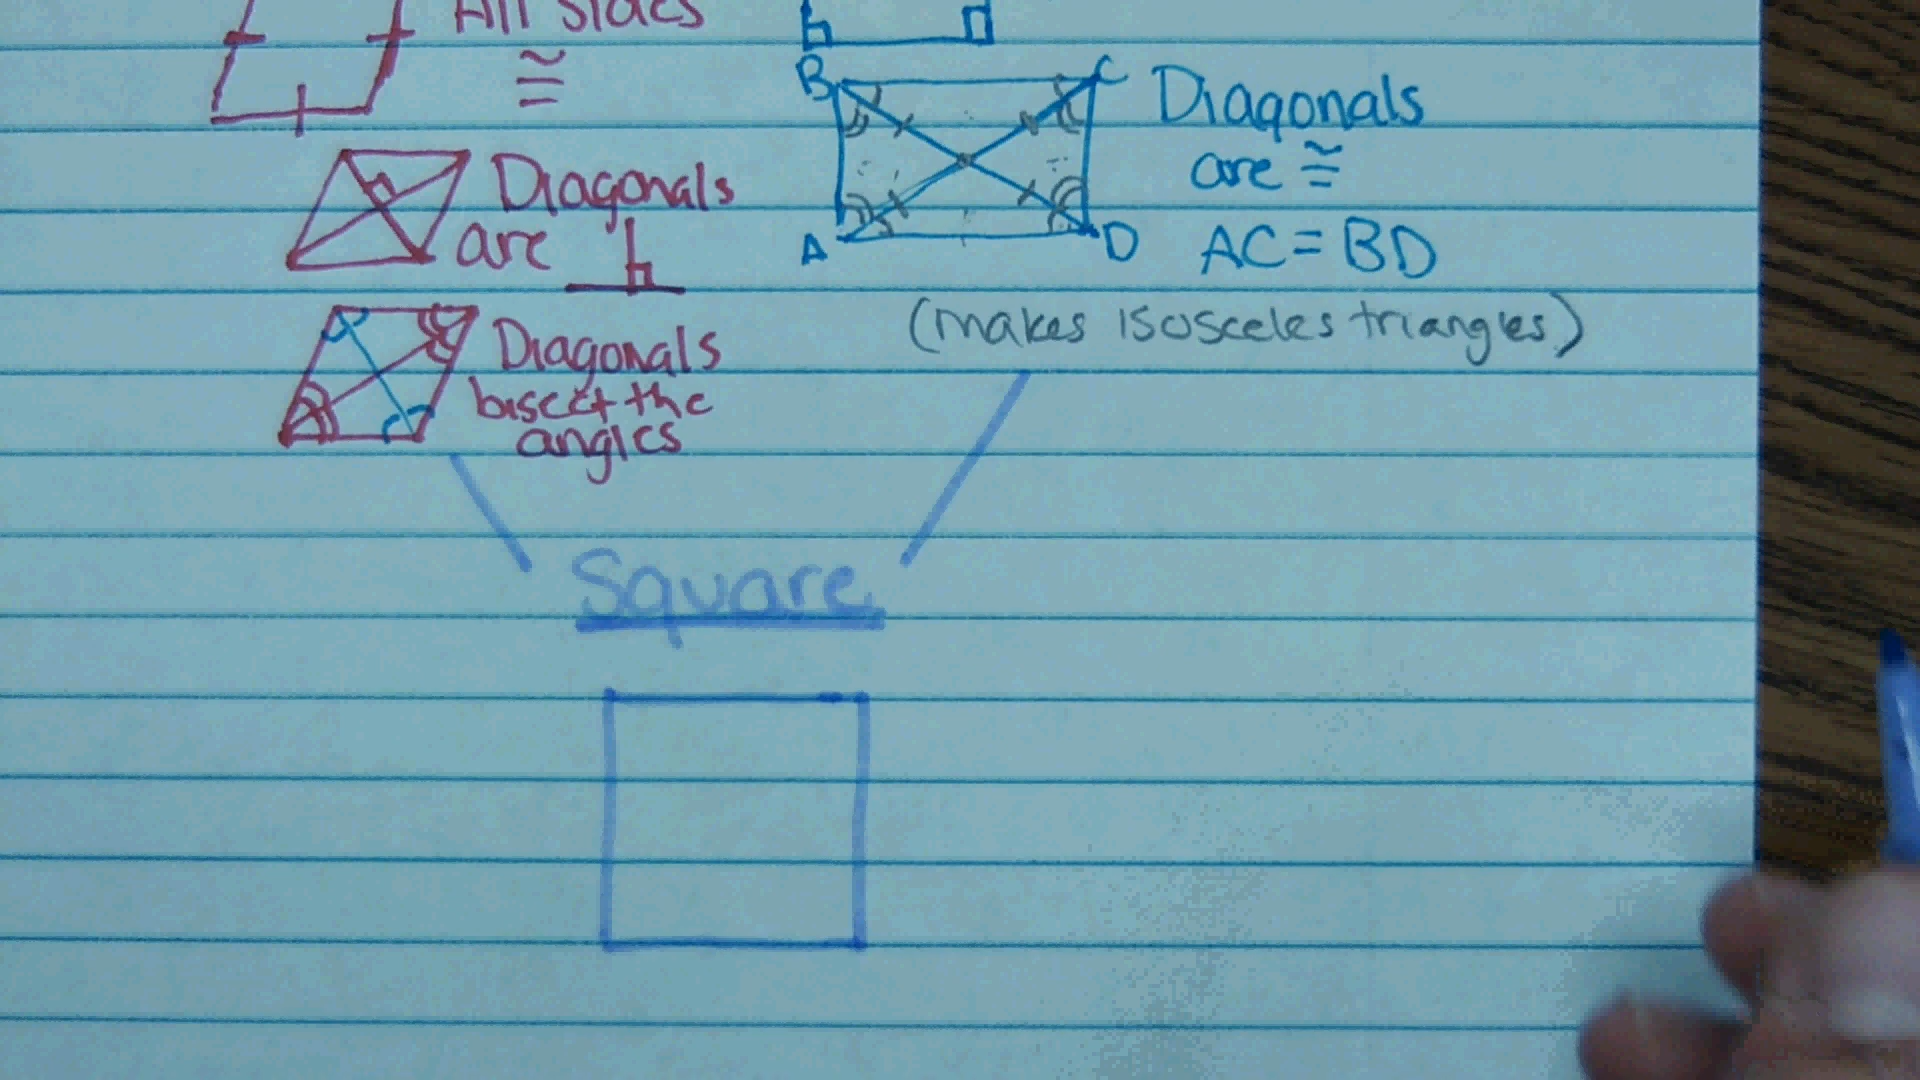 All sides
≅
Diagonals
are ⊥
Diagonals
bisect the
angles
B C
A D
Diagonals
are ≅
AC = BD
(makes isosceles triangles)
Square